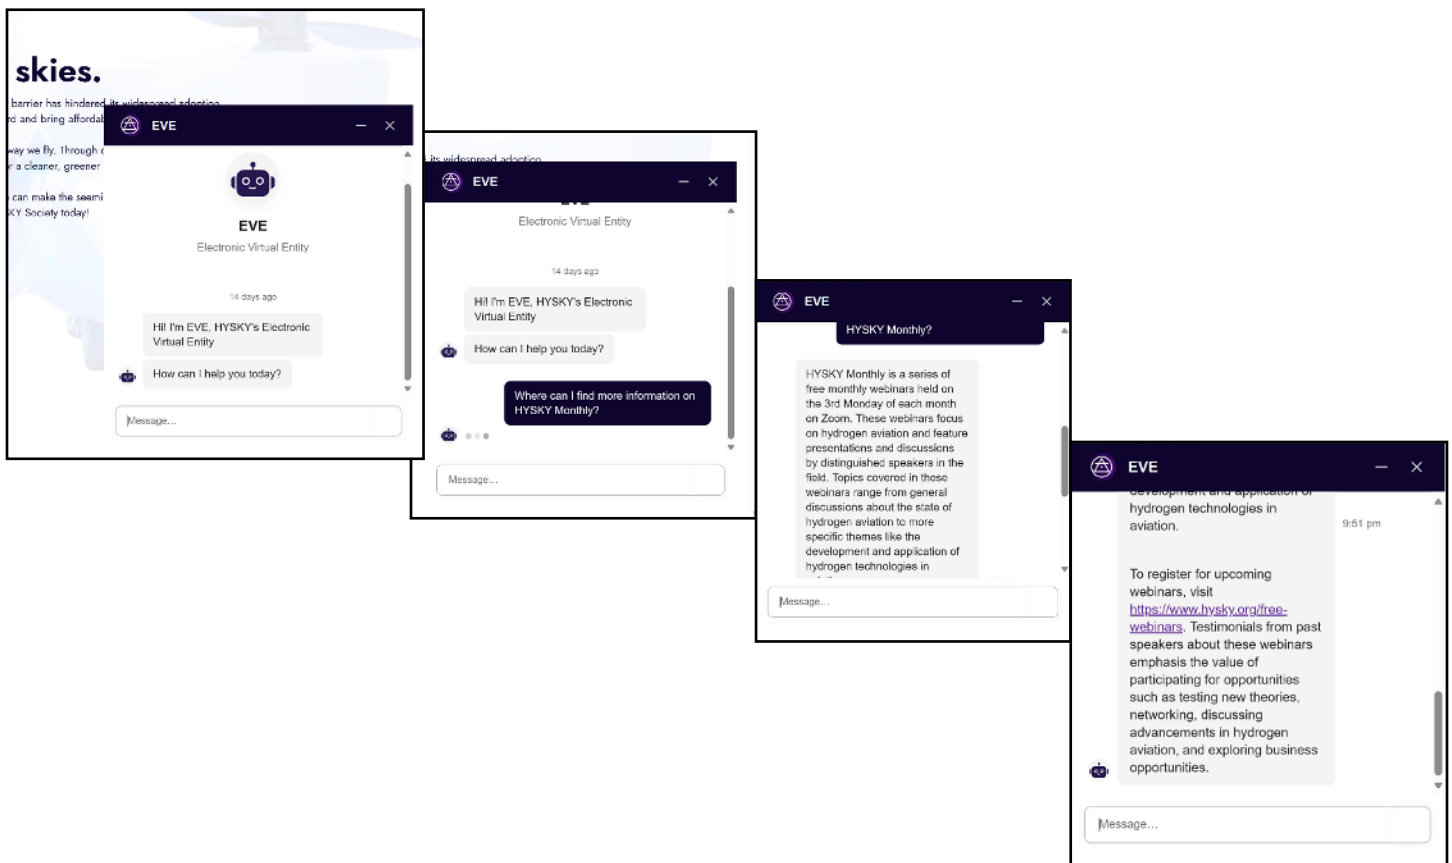 skies.
barrier has hindered its widespread adoption
rd and bring affordab
way we fly. Through c
r a cleaner, greener
can make the seemi
KY Society today!
EVE
EVE
Electronic Virtual Entity
14 days ago
Hi! I'm EVE, HYSKY's Electronic
Virtual Entity
How can I help you today?
Message...
its widespread adoption
EVE
Electronic Virtual Entity
14 days ago
Hi! I'm EVE, HYSKY's Electronic
Virtual Entity
How can I help you today?
Where can I find more information on
HYSKY Monthly?
Message...
EVE
HYSKY Monthly?
HYSKY Monthly is a series of
free monthly webinars held on
the 3rd Monday of each month
on Zoom. These webinars focus
on hydrogen aviation and feature
presentations and discussions
by distinguished speakers in the
field. Topics covered in these
webinars range from general
discussions about the state of
hydrogen aviation to more
specific themes like the
development and application of
hydrogen technologies in
Message...
EVE
development and application of
hydrogen technologies in
aviation.
9:51 pm
To register for upcoming
webinars, visit
https://www.hysky.org/free-
webinars. Testimonials from past
speakers about these webinars
emphasis the value of
participating for opportunities
such as testing new theories,
networking, discussing
advancements in hydrogen
aviation, and exploring business
opportunities.
Message...